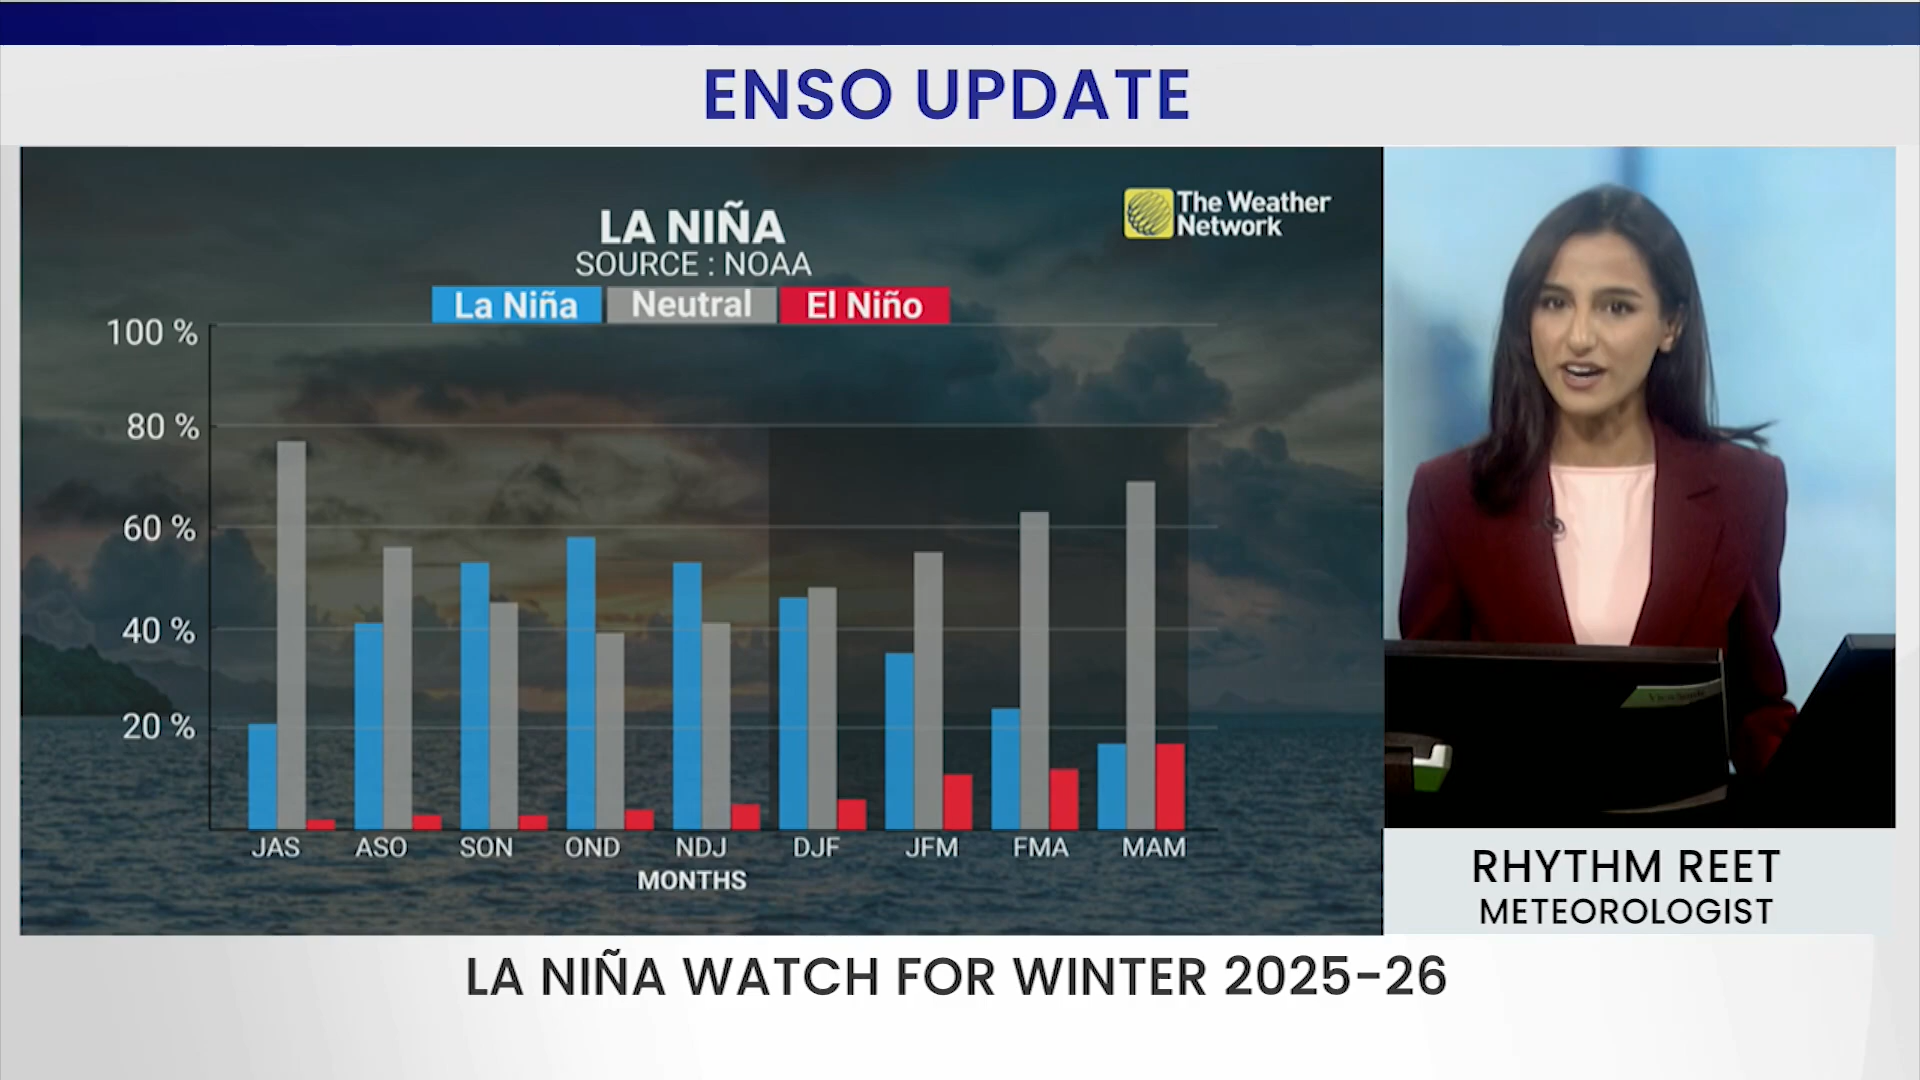 ENSO UPDATE
LA NIÑA
SOURCE : NOAA
The Weather
Network
La Niña Neutral El Niño
100 %
80 %
60 %
40 %
20 %
JAS ASO SON OND NDJ DJF JFM FMA MAM
MONTHS
RHYTHM REET
METEOROLOGIST
LA NIÑA WATCH FOR WINTER 2025-26